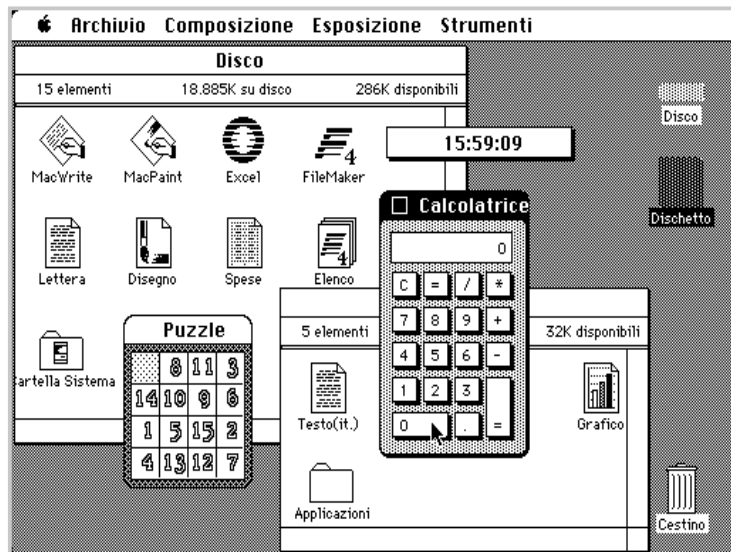 Archivio Composizione Esposizione Strumenti
Disco
15 elementi 18.885K su disco 286K disponibili
MacWrite MacPaint Excel FileMaker
Lettera Disegno Spese Elenco
Cartella Sistema
15:59:09
Disco
Dischetto
Calcolatrice
0
C = / *
7 8 9 +
4 5 6 -
1 2 3
0 . =
Puzzle
8 11 3
14 10 9 6
1 5 15 2
4 13 12 7
5 elementi 32K disponibili
Testo(it.) Grafico
Applicazioni
Cestino